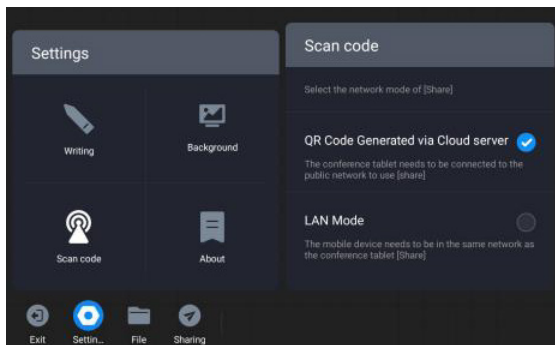 Settings
Writing
Background
Scan code
About
Scan code
Select the network mode of [Share]
QR Code Generated via Cloud server
The conference tablet needs to be connected to the
public network to use [share]
LAN Mode
The mobile device needs to be in the same network as
the conference tablet [Share]
Exit
Settin...
File
Sharing